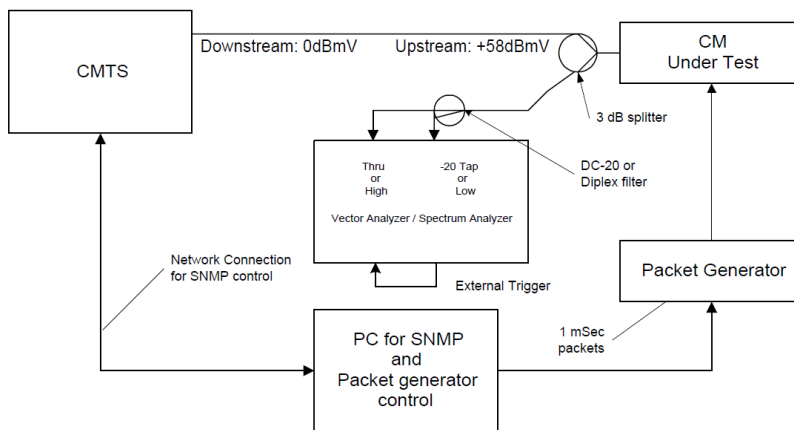 CMTS
Downstream: 0dBmV
Upstream: +58dBmV
CM
Under Test
3 dB splitter
DC-20 or
Diplex filter
Thru
or
High
-20 Tap
or
Low
Vector Analyzer / Spectrum Analyzer
External Trigger
Network Connection
for SNMP control
Packet Generator
1 mSec
packets
PC for SNMP
and
Packet generator
control